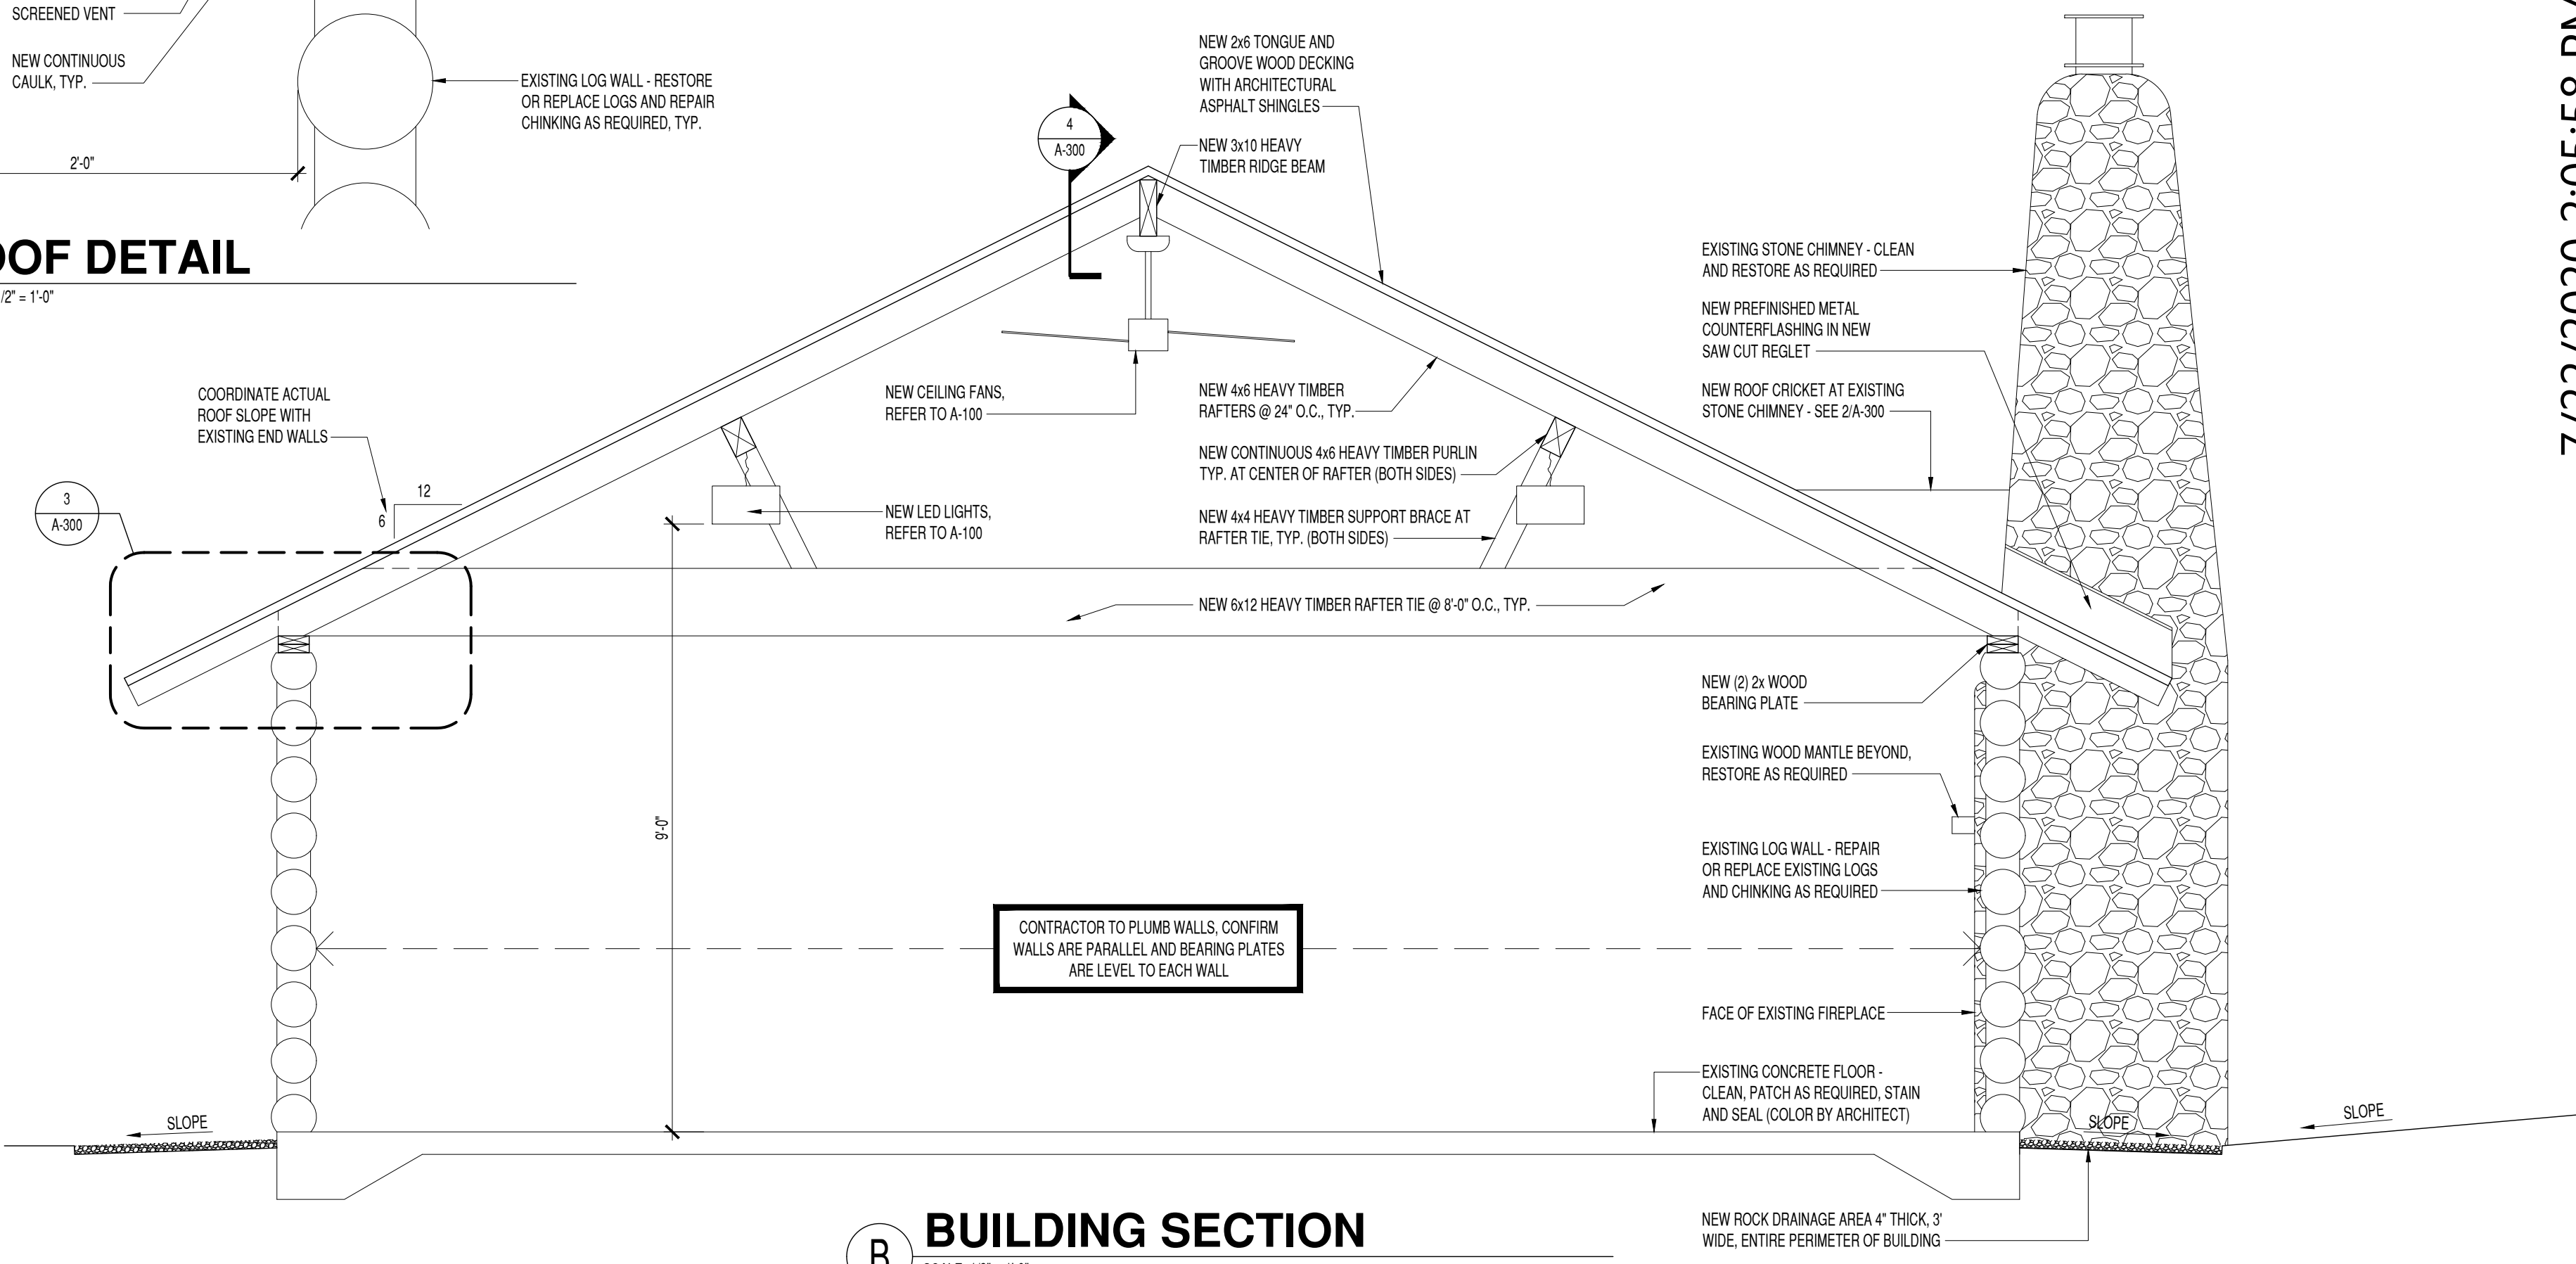 SCREENED VENT
NEW CONTINUOUS
CAULK, TYP.
EXISTING LOG WALL - RESTORE
OR REPLACE LOGS AND REPAIR
CHINKING AS REQUIRED, TYP.
2'-0"
OOF DETAIL
/2" = 1'-0"
4
A-300
NEW 2x6 TONGUE AND
GROOVE WOOD DECKING
WITH ARCHITECTURAL
ASPHALT SHINGLES
NEW 3x10 HEAVY
TIMBER RIDGE BEAM
EXISTING STONE CHIMNEY - CLEAN
AND RESTORE AS REQUIRED
NEW PREFINISHED METAL
COUNTERFLASHING IN NEW
SAW CUT REGLET
NEW ROOF CRICKET AT EXISTING
STONE CHIMNEY - SEE 2/A-300
COORDINATE ACTUAL
ROOF SLOPE WITH
EXISTING END WALLS
12
6
3
A-300
NEW CEILING FANS,
REFER TO A-100
NEW LED LIGHTS,
REFER TO A-100
NEW 4x6 HEAVY TIMBER
RAFTERS @ 24" O.C., TYP.
NEW CONTINUOUS 4x6 HEAVY TIMBER PURLIN
TYP. AT CENTER OF RAFTER (BOTH SIDES)
NEW 4x4 HEAVY TIMBER SUPPORT BRACE AT
RAFTER TIE, TYP. (BOTH SIDES)
NEW 6x12 HEAVY TIMBER RAFTER TIE @ 8'-0" O.C., TYP.
9'-0"
NEW (2) 2x WOOD
BEARING PLATE
EXISTING WOOD MANTLE BEYOND,
RESTORE AS REQUIRED
EXISTING LOG WALL - REPAIR
OR REPLACE EXISTING LOGS
AND CHINKING AS REQUIRED
CONTRACTOR TO PLUMB WALLS, CONFIRM
WALLS ARE PARALLEL AND BEARING PLATES
ARE LEVEL TO EACH WALL
FACE OF EXISTING FIREPLACE
EXISTING CONCRETE FLOOR -
CLEAN, PATCH AS REQUIRED, STAIN
AND SEAL (COLOR BY ARCHITECT)
SLOPE
SLOPE
SLOPE
NEW ROCK DRAINAGE AREA 4" THICK, 3'
WIDE, ENTIRE PERIMETER OF BUILDING
B
BUILDING SECTION